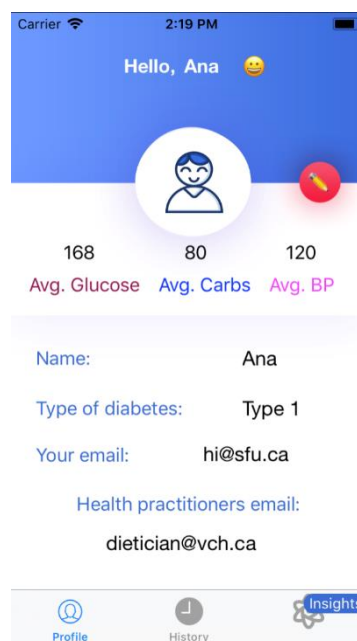 Carrier 2:19 PM
Hello, Ana 😀
168 80 120
Avg. Glucose Avg. Carbs Avg. BP
Name: Ana
Type of diabetes: Type 1
Your email: hi@sfu.ca
Health practitioners email:
dietician@vch.ca
Insights
Profile History